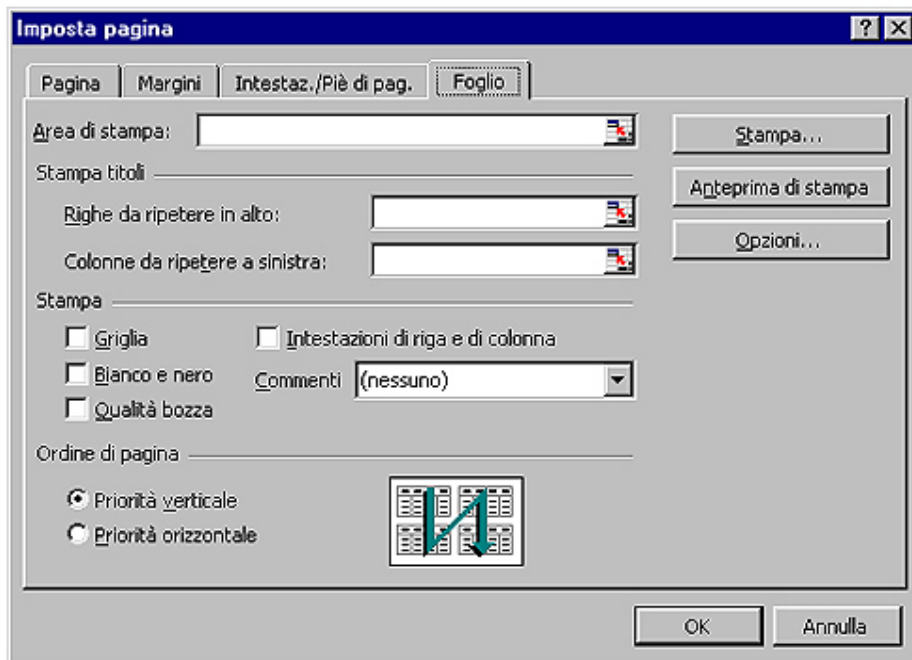 Imposta pagina
Pagina Margini Intestaz./Piè di pag. Foglio
Area di stampa:
Stampa...
Stampa titoli
Anteprima di stampa
Righe da ripetere in alto:
Opzioni...
Colonne da ripetere a sinistra:
Stampa
Griglia Intestazioni di riga e di colonna
Bianco e nero Commenti (nessuno)
Qualità bozza
Ordine di pagina
Priorità verticale
Priorità orizzontale
OK Annulla